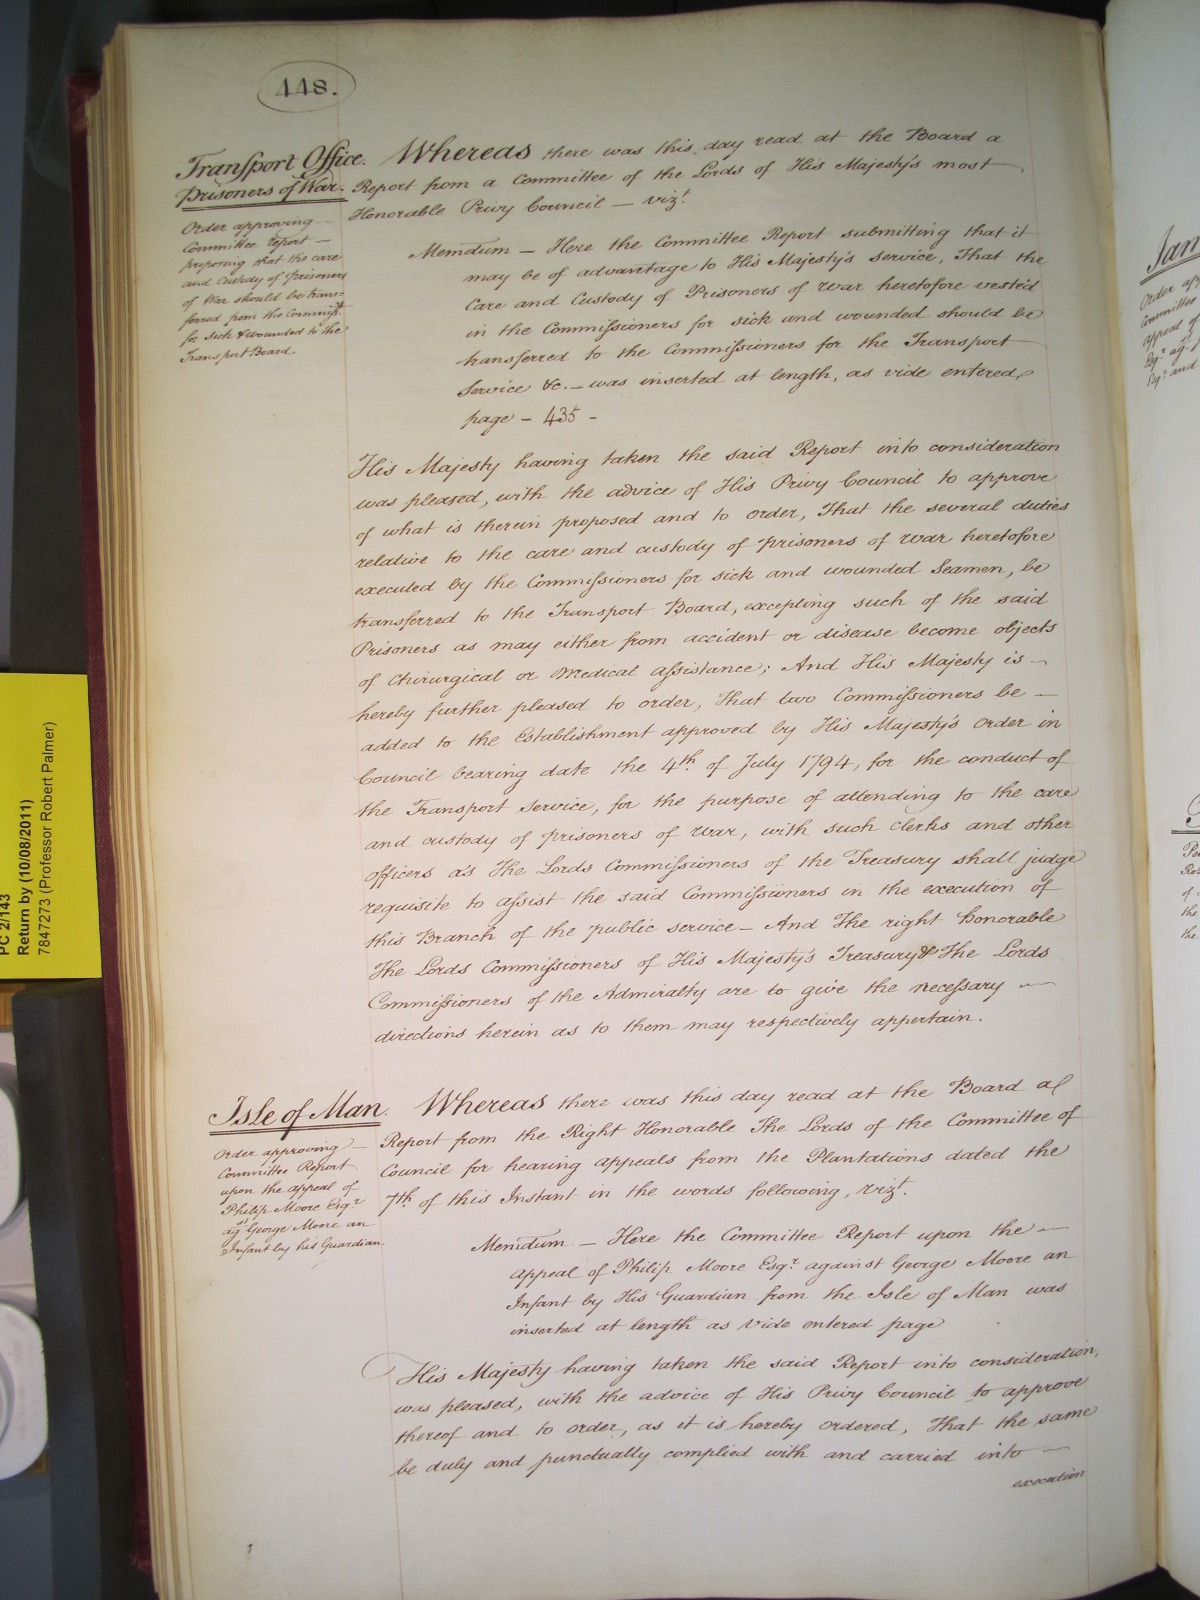 448.
Transport Office.
Prisoners of War.
Order approving
Committee report —
proposing that the care
and Custody of Prisoners
of War should be trans=
ferred from the Commiss.rs
for Sick & wounded to the
Transport Board.
Whereas there was this day read at the Board a
Report from a Committee of the Lords of His Majesty's most
Honorable Privy Council — vizt.
Memdum — Here the Committee Report submitting that it
may be of advantage to His Majesty's service, That the
Care and Custody of Prisoners of War heretofore vested
in the Commissioners for sick and wounded should be
transferred to the Commissioners for the Transport
Service &c. — was inserted at length, as vide entered
page - 435 -
His Majesty having taken the said Report into consideration
was pleased, with the advice of His Privy Council to approve
of what is therein proposed and to order, That the several duties
relative to the care and custody of prisoners of war heretofore
executed by the Commissioners for sick and wounded Seamen, be
transferred to the Transport Board, excepting such of the said
Prisoners as may either from accident or disease become objects
of Chirurgical or Medical assistance; And His Majesty is —
hereby further pleased to order, That two Commissioners be —
added to the Establishment approved by His Majesty's Order in
Council bearing date the 4th of July 1794, for the conduct of
the Transport Service, for the purpose of attending to the care
and custody of prisoners of war, with such clerks and other
officers as The Lords Commissioners of the Treasury shall judge
requisite to assist the said Commissioners in the execution of
this Branch of the public service — And The right honorable
The Lords Commissioners of His Majesty's Treasury & The Lords
Commissioners of the Admiralty are to give the necessary —
directions herein as to them may respectively appertain.
Isle of Man.
Order approving —
Committee Report
upon the appeal of
Philip Moore Esqr.
agst. George Moore an
Infant by his Guardian.
Whereas there was this day read at the Board a
Report from the Right Honorable The Lords of the Committee of
Council for hearing appeals from the Plantations dated the
7th. of this Instant in the words following, vizt.
Memdum — Here the Committee Report upon the —
Appeal of Philip Moore Esqr. against George Moore an
Infant by His Guardian from the Isle of Man was
inserted at length as vide entered page
His Majesty having taken the said Report into consideration,
was pleased, with the advice of His Privy Council to approve
thereof and to order, as it is hereby ordered, That the same
be duly and punctually complied with and carried into —
execution
PC 2/143
Return by (10/08/2011)
7847273 (Professor Robert Palmer)
Order
Committee
appeal of
Esqr. agst.
Esqr. and
of
the
the